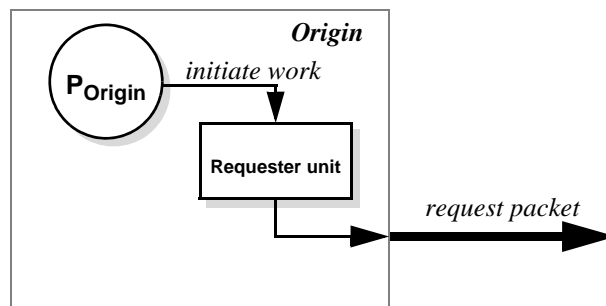 Origin
initiate work
POrigin
Requester unit
request packet